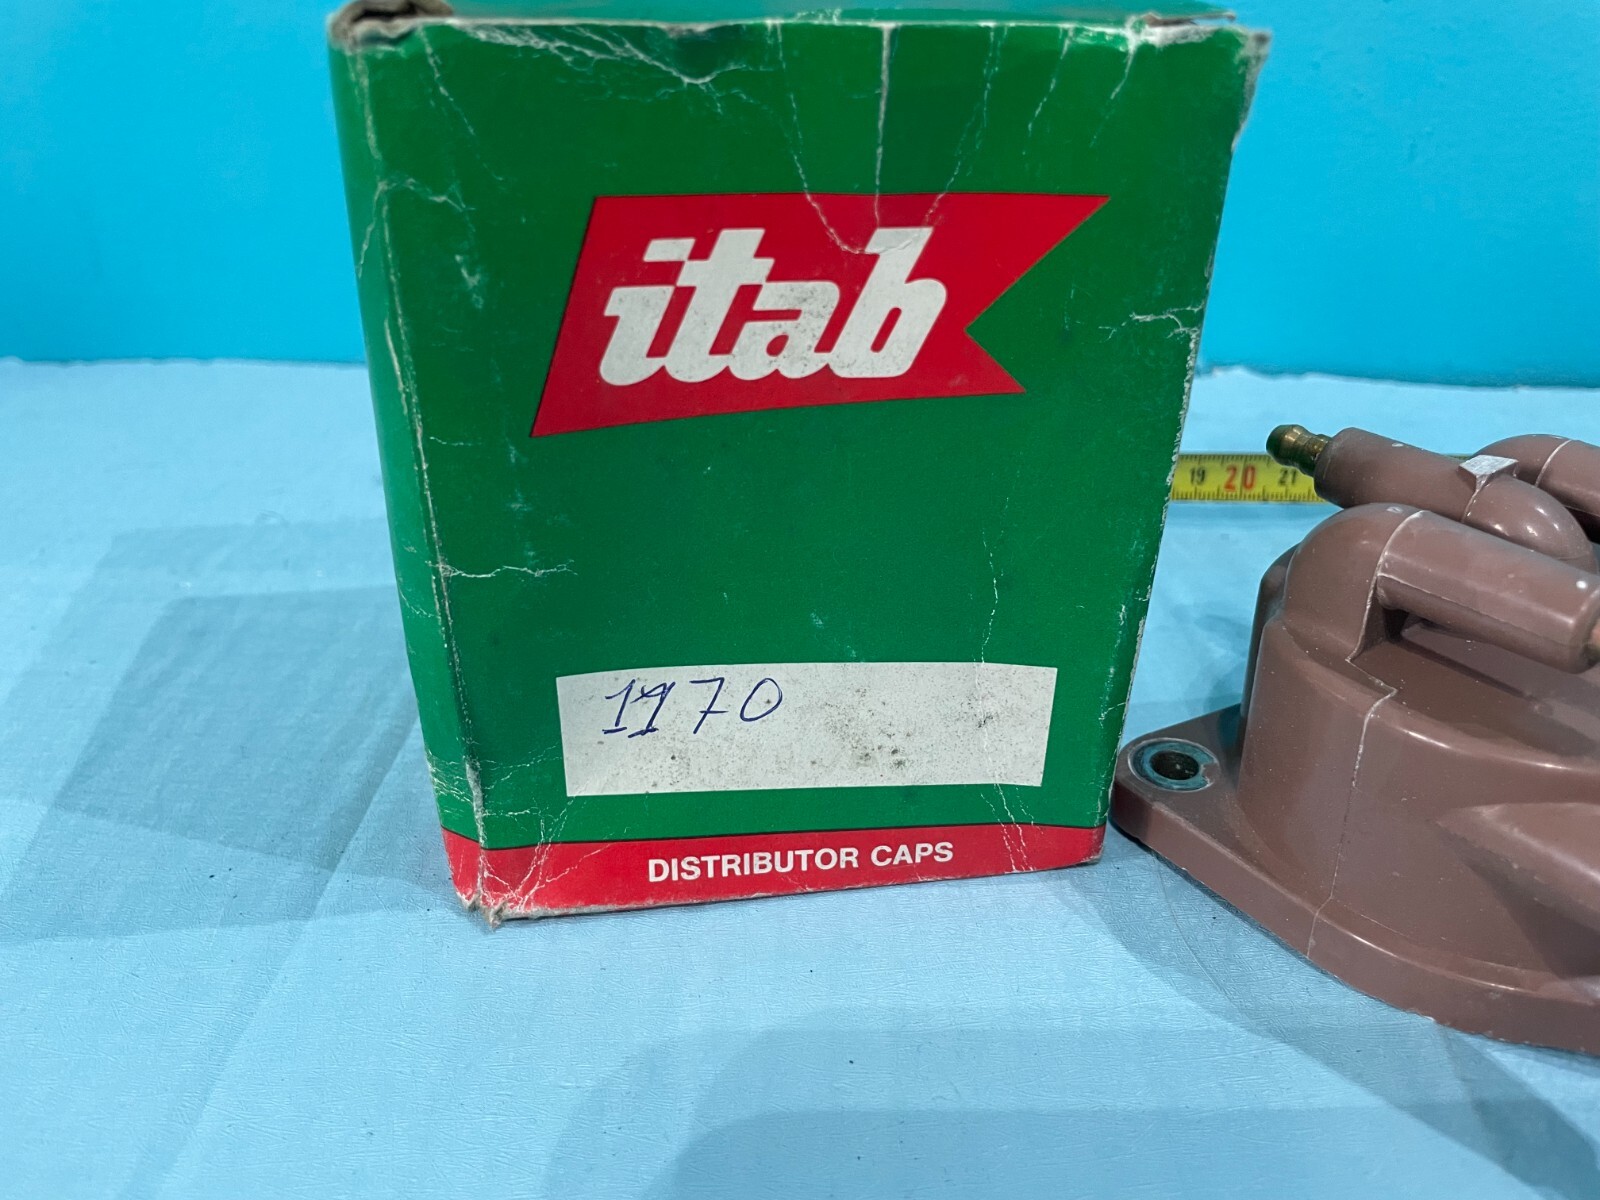 itab
19 20 21
1170
DISTRIBUTOR CAPS